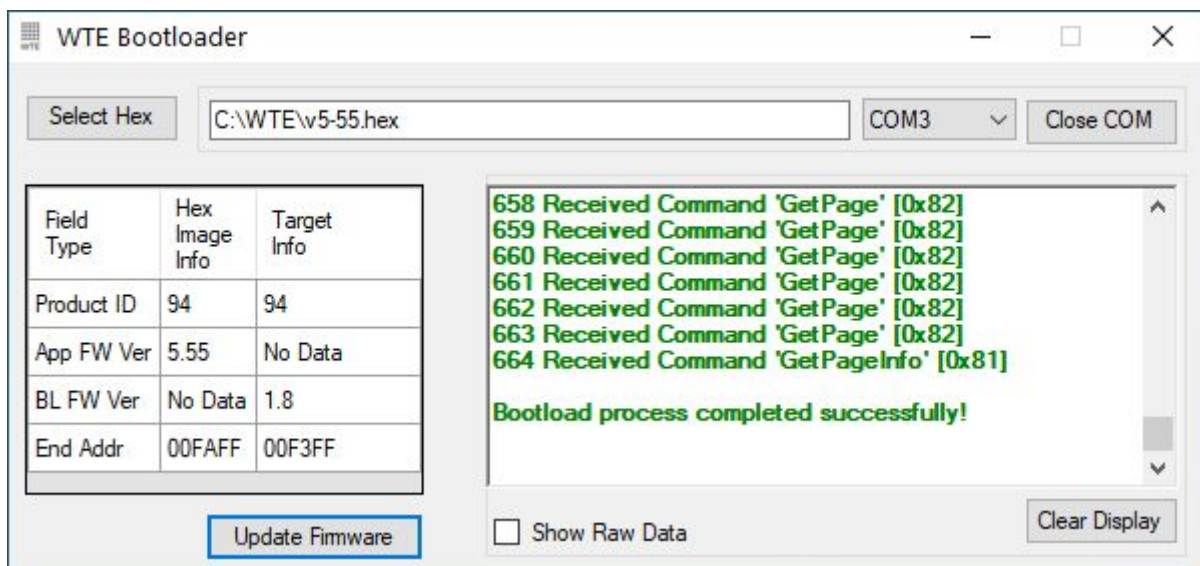 WTE Bootloader
Select Hex
C:\WTE\v5-55.hex
COM3
Close COM
Field Type
Hex Image Info
Target Info
Product ID 94 94
App FW Ver 5.55 No Data
BL FW Ver No Data 1.8
End Addr 00FAFF 00F3FF
Update Firmware
658 Received Command 'GetPage' [0x82]
659 Received Command 'GetPage' [0x82]
660 Received Command 'GetPage' [0x82]
661 Received Command 'GetPage' [0x82]
662 Received Command 'GetPage' [0x82]
663 Received Command 'GetPage' [0x82]
664 Received Command 'GetPageInfo' [0x81]
Bootload process completed successfully!
Show Raw Data
Clear Display